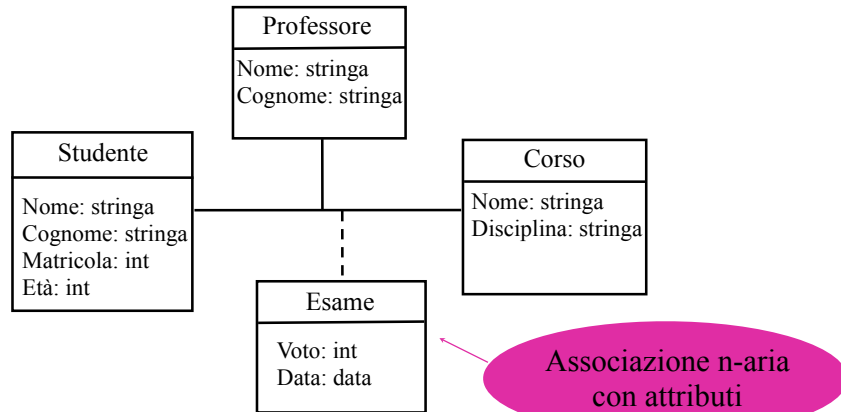 Professore
Nome: stringa
Cognome: stringa
Studente
Nome: stringa
Cognome: stringa
Matricola: int
Età: int
Corso
Nome: stringa
Disciplina: stringa
Esame
Voto: int
Data: data
Associazione n-aria
con attributi